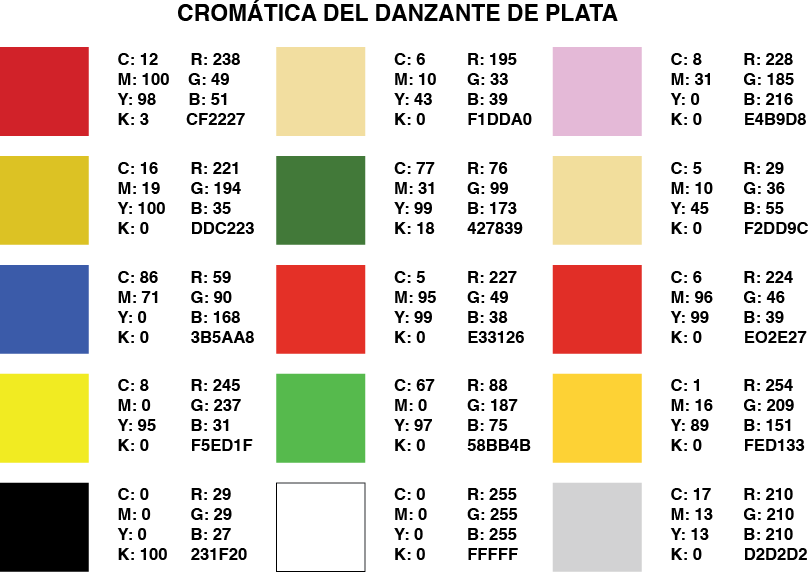 CROMÁTICA DEL DANZANTE DE PLATA
C: 12 R: 238
M: 100 G: 49
Y: 98 B: 51
K: 3 CF2227
C: 6 R: 195
M: 10 G: 33
Y: 43 B: 39
K: 0 F1DDA0
C: 8 R: 228
M: 31 G: 185
Y: 0 B: 216
K: 0 E4B9D8
C: 16 R: 221
M: 19 G: 194
Y: 100 B: 35
K: 0 DDC223
C: 77 R: 76
M: 31 G: 99
Y: 99 B: 173
K: 18 427839
C: 5 R: 29
M: 10 G: 36
Y: 45 B: 55
K: 0 F2DD9C
C: 86 R: 59
M: 71 G: 90
Y: 0 B: 168
K: 0 3B5AA8
C: 5 R: 227
M: 95 G: 49
Y: 99 B: 38
K: 0 E33126
C: 6 R: 224
M: 96 G: 46
Y: 99 B: 39
K: 0 EO2E27
C: 8 R: 245
M: 0 G: 237
Y: 95 B: 31
K: 0 F5ED1F
C: 67 R: 88
M: 0 G: 187
Y: 97 B: 75
K: 0 58BB4B
C: 1 R: 254
M: 16 G: 209
Y: 89 B: 151
K: 0 FED133
C: 0 R: 29
M: 0 G: 29
Y: 0 B: 27
K: 100 231F20
C: 0 R: 255
M: 0 G: 255
Y: 0 B: 255
K: 0 FFFFF
C: 17 R: 210
M: 13 G: 210
Y: 13 B: 210
K: 0 D2D2D2